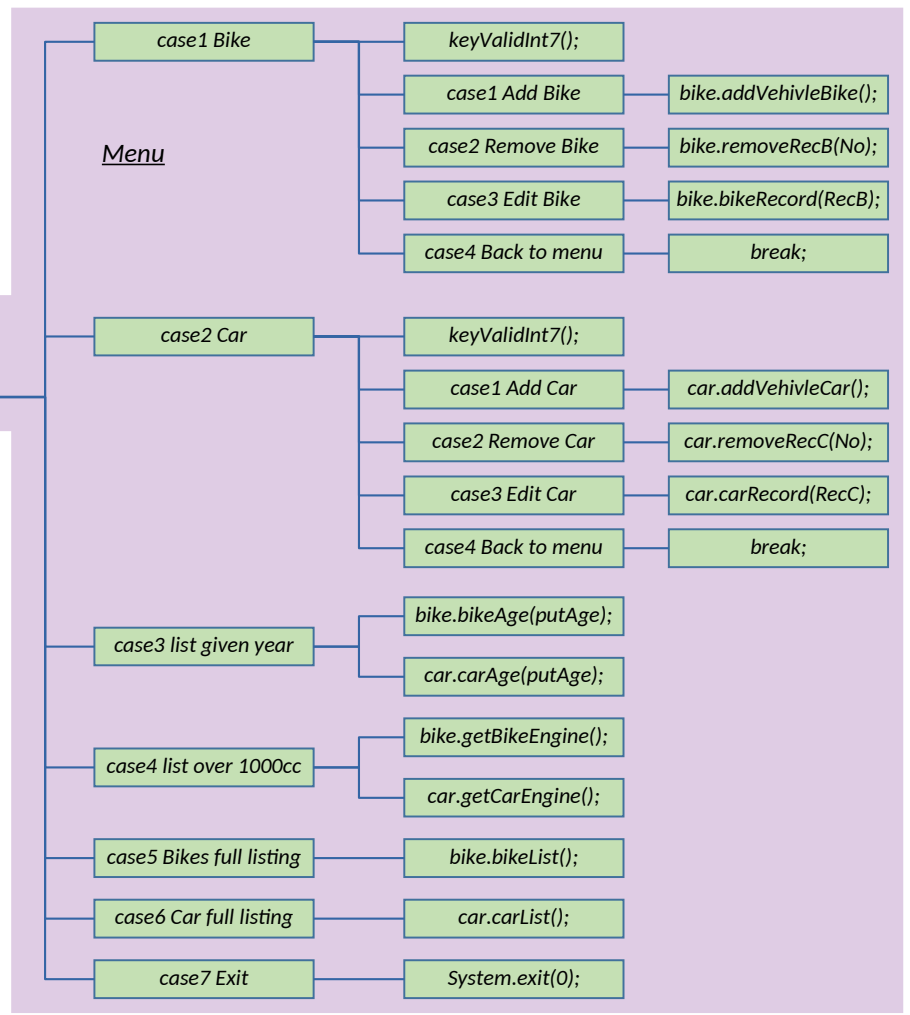 case1 Bike
keyValidInt7();
case1 Add Bike
bike.addVehivleBike();
Menu
case2 Remove Bike
bike.removeRecB(No);
case3 Edit Bike
bike.bikeRecord(RecB);
case4 Back to menu
break;
case2 Car
keyValidInt7();
case1 Add Car
car.addVehivleCar();
case2 Remove Car
car.removeRecC(No);
case3 Edit Car
car.carRecord(RecC);
case4 Back to menu
break;
case3 list given year
bike.bikeAge(putAge);
car.carAge(putAge);
case4 list over 1000cc
bike.getBikeEngine();
car.getCarEngine();
case5 Bikes full listing
bike.bikeList();
case6 Car full listing
car.carList();
case7 Exit
System.exit(0);